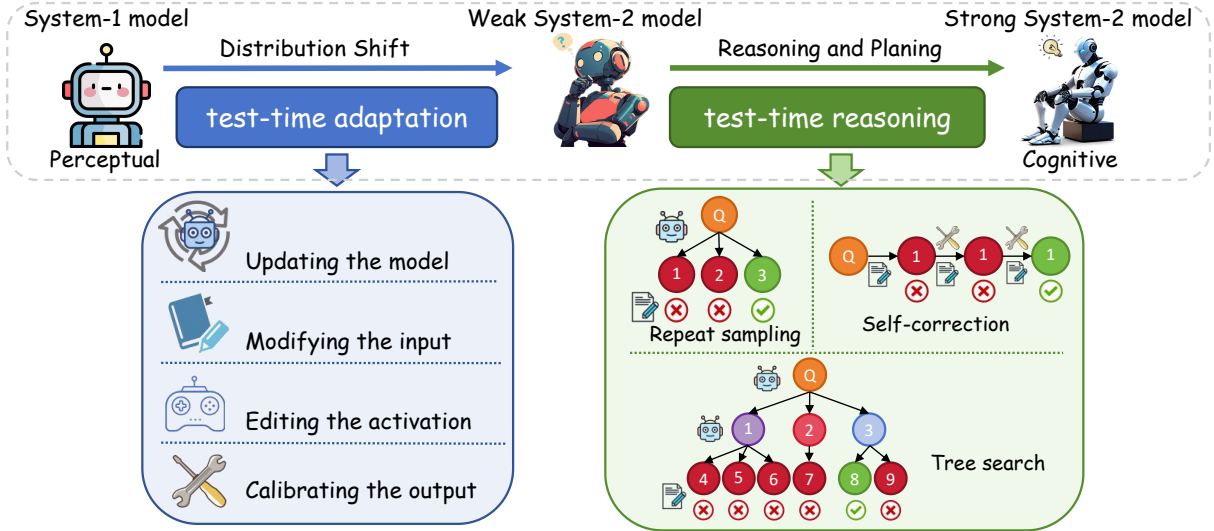 System-1 model
Weak System-2 model
Strong System-2 model
Distribution Shift
Reasoning and Planing
?
test-time adaptation
test-time reasoning
Perceptual
Cognitive
Updating the model
Modifying the input
Editing the activation
Calibrating the output
Q
1 2 3
Repeat sampling
Q 1 1 1
Self-correction
Q
1 2 3
4 5 6 7 8 9
Tree search